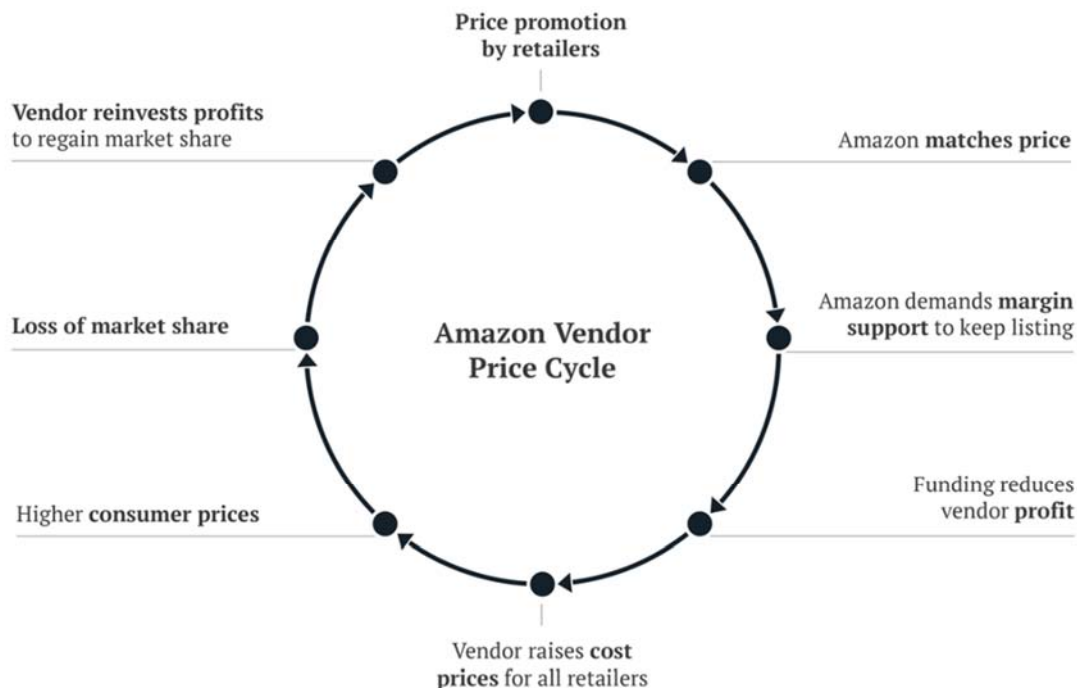 Price promotion
by retailers
Vendor reinvests profits
to regain market share
Amazon matches price
Loss of market share
Amazon Vendor
Price Cycle
Amazon demands margin
support to keep listing
Higher consumer prices
Funding reduces
vendor profit
Vendor raises cost
prices for all retailers